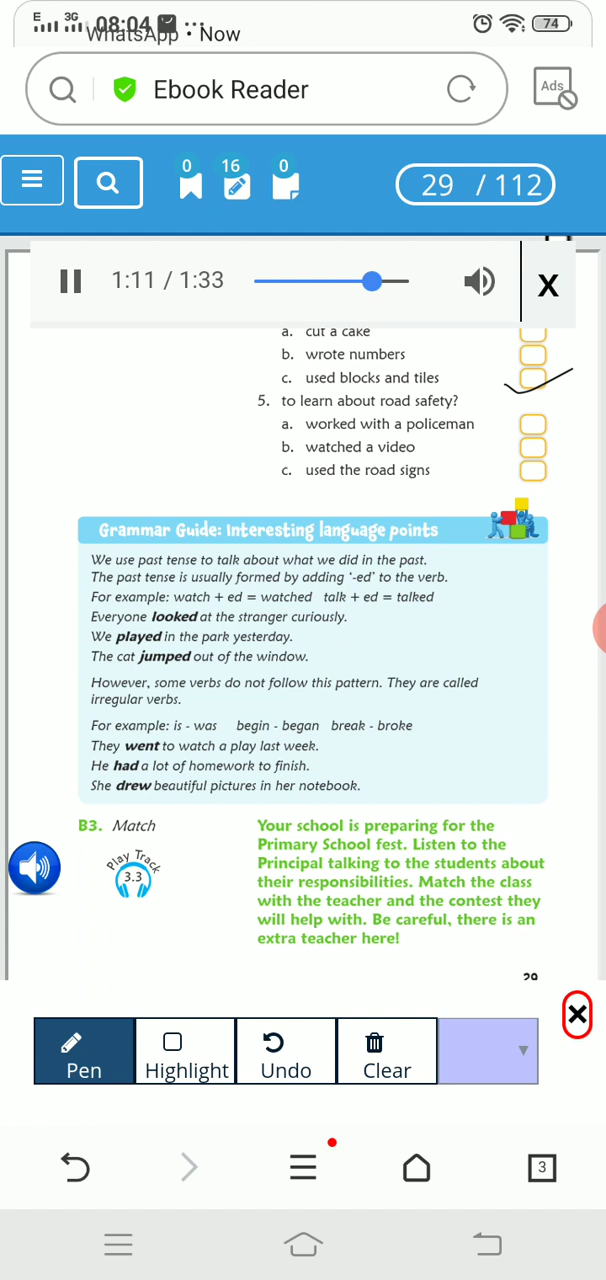 E 3G 08:04 ... 74
WhatsApp • Now
Ebook Reader
Ads
0 16 0 29 / 112
1:11 / 1:33 X
a. cut a cake
b. wrote numbers
c. used blocks and tiles
5. to learn about road safety?
a. worked with a policeman
b. watched a video
c. used the road signs
Grammar Guide: Interesting language points
We use past tense to talk about what we did in the past.
The past tense is usually formed by adding ‘-ed’ to the verb.
For example: watch + ed = watched talk + ed = talked
Everyone looked at the stranger curiously.
We played in the park yesterday.
The cat jumped out of the window.
However, some verbs do not follow this pattern. They are called
irregular verbs.
For example: is - was begin - began break - broke
They went to watch a play last week.
He had a lot of homework to finish.
She drew beautiful pictures in her notebook.
B3. Match
Play Track
3.3
Your school is preparing for the
Primary School fest. Listen to the
Principal talking to the students about
their responsibilities. Match the class
with the teacher and the contest they
will help with. Be careful, there is an
extra teacher here!
29
Pen Highlight Undo Clear
3